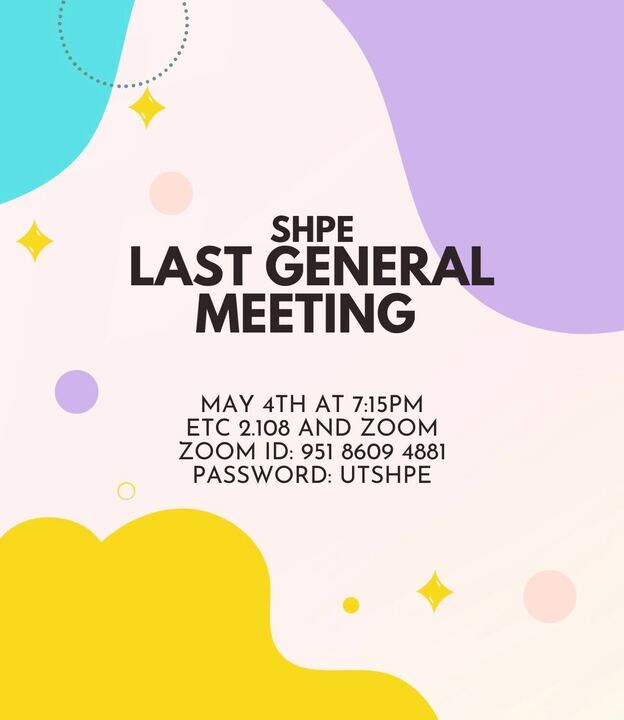 SHPE
LAST GENERAL
MEETING
MAY 4TH AT 7:15PM
ETC 2.108 AND ZOOM
ZOOM ID: 951 8609 4881
PASSWORD: UTSHPE